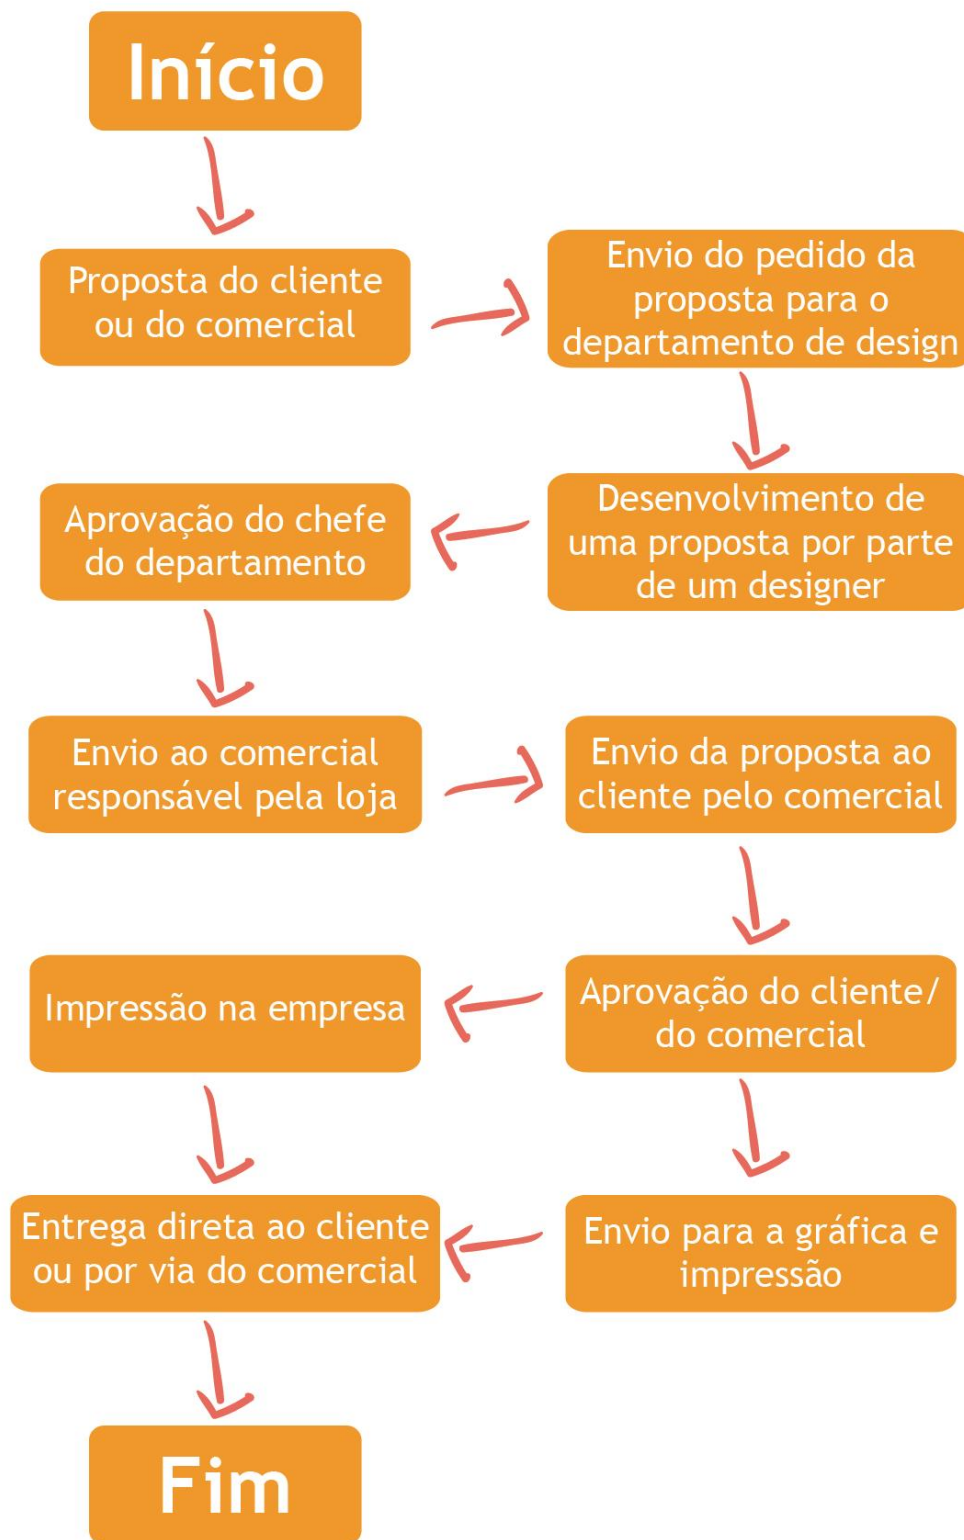 Início
Proposta do cliente
ou do comercial
Envio do pedido da
proposta para o
departamento de design
Desenvolvimento de
uma proposta por parte
de um designer
Aprovação do chefe
do departamento
Envio ao comercial
responsável pela loja
Envio da proposta ao
cliente pelo comercial
Aprovação do cliente/
do comercial
Impressão na empresa
Envio para a gráfica e
impressão
Entrega direta ao cliente
ou por via do comercial
Fim